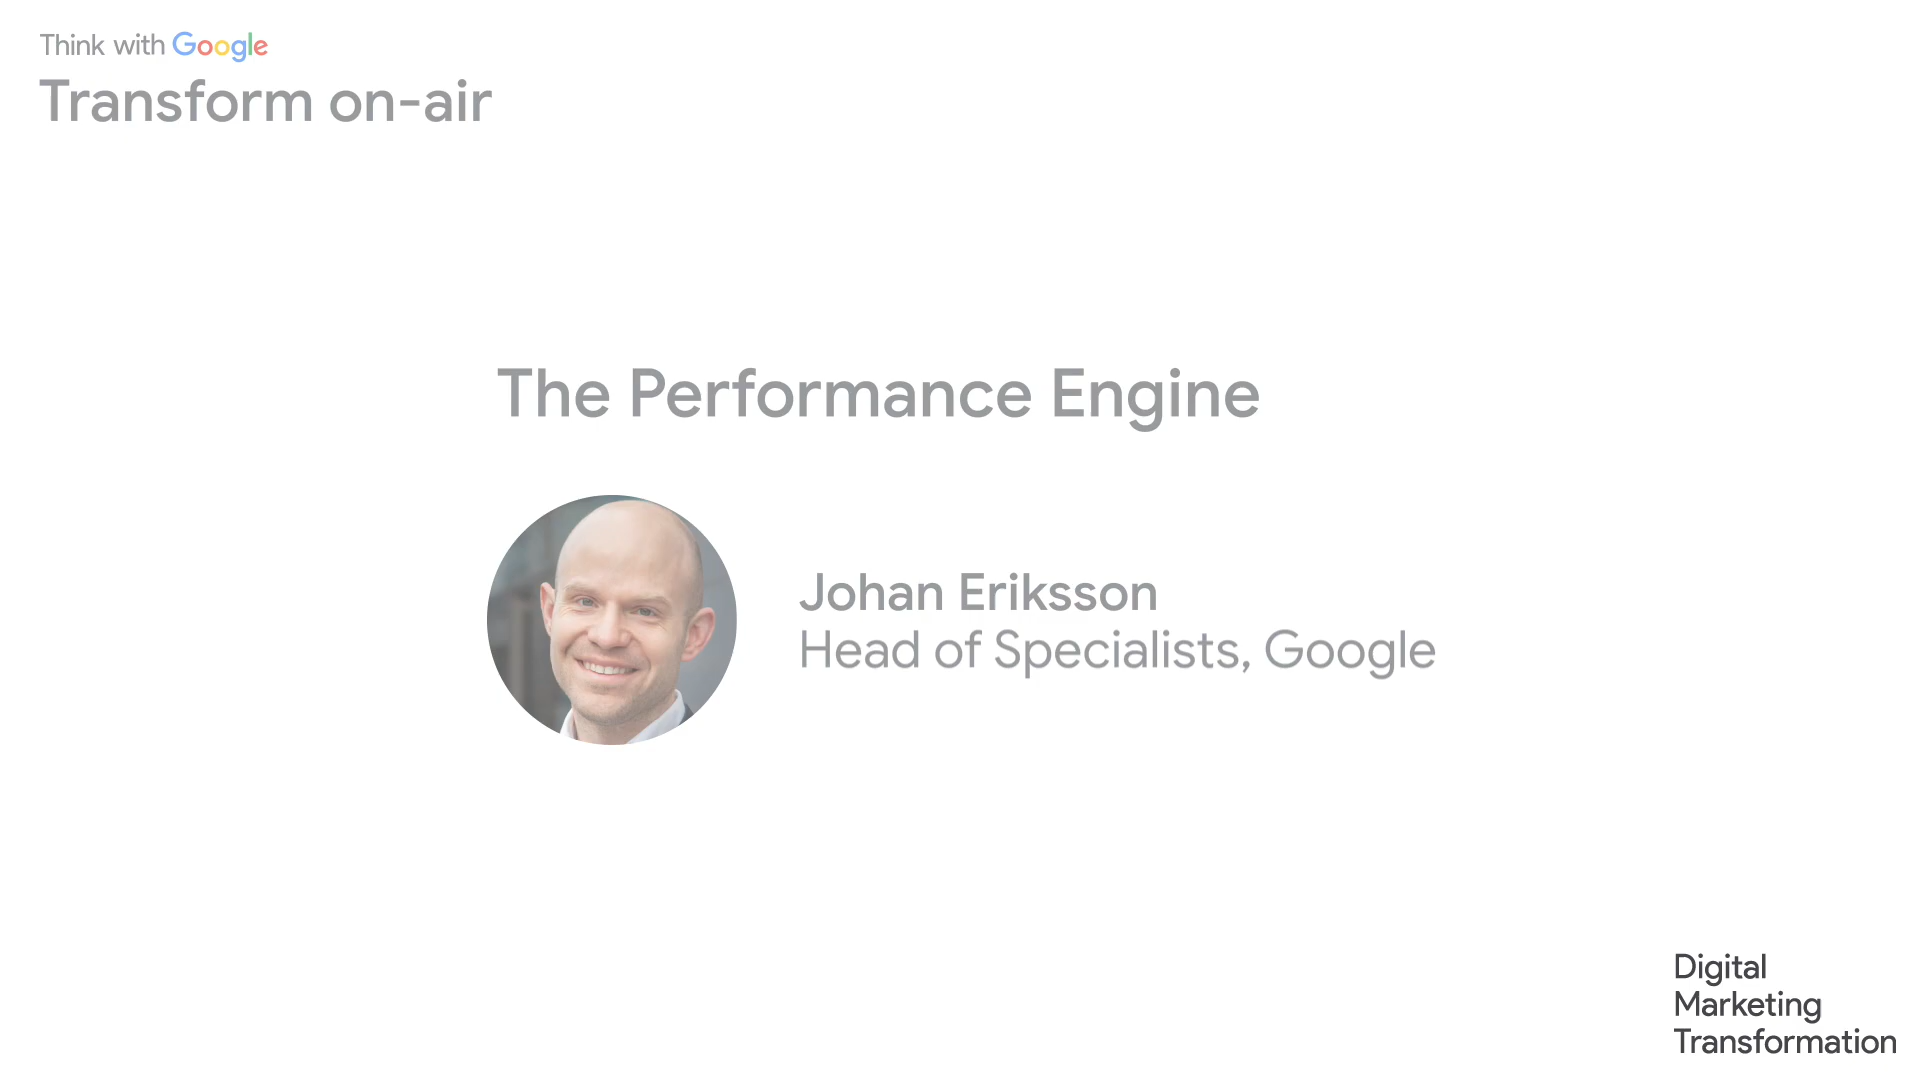 Think with Google
Transform on-air
The Performance Engine
Johan Eriksson
Head of Specialists, Google
Digital
Marketing
Transformation